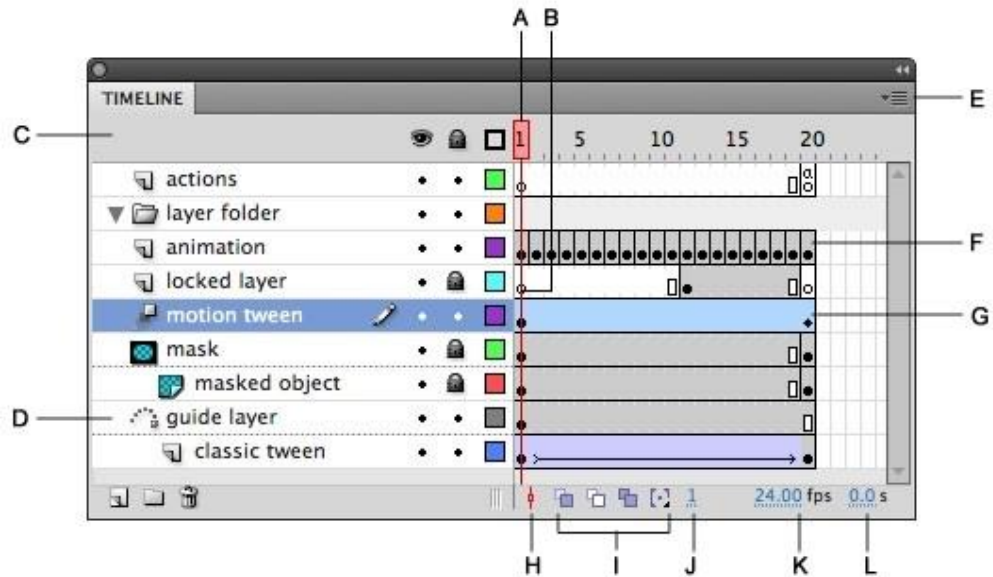 A B
TIMELINE
E
C
1 5 10 15 20
actions
a
layer folder
animation
F
locked layer
motion tween
G
mask
masked object
D
guide layer
classic tween
1 24.00 fps 0.0 s
H I J K L